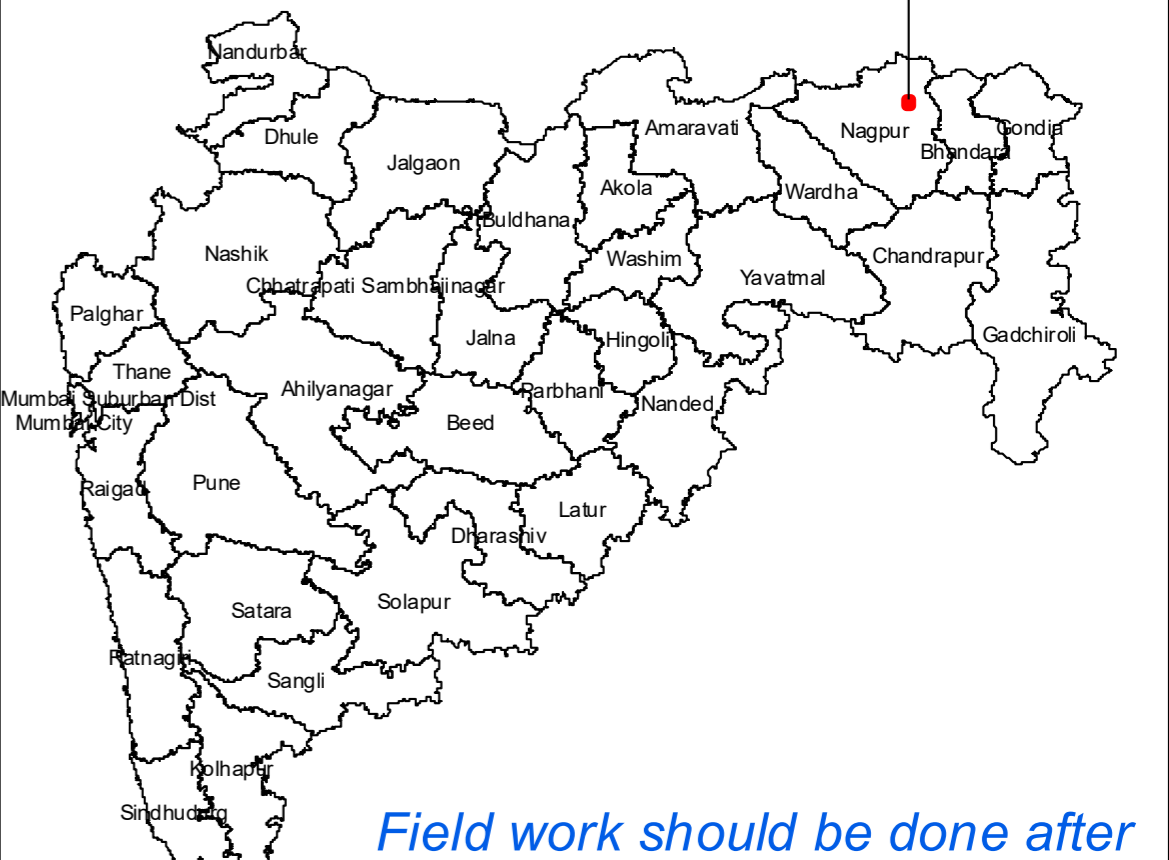 Nandurbar
Dhule
Jalgaon
Amaravati
Nagpur
Gondia
Bhandara
Akola
Wardha
Buldhana
Nashik
Washim
Chandrapur
Chhatrapati Sambhajinagar
Yavatmal
Palghar
Jalna
Hingoli
Gadchiroli
Thane
Ahilyanagar
Parbhani
Mumbai Suburban Dist
Nanded
Mumbai City
Beed
Raigad
Pune
Latur
Dharashiv
Satara
Solapur
Ratnagiri
Sangli
Kolhapur
Sindhudurg
Field work should be done after